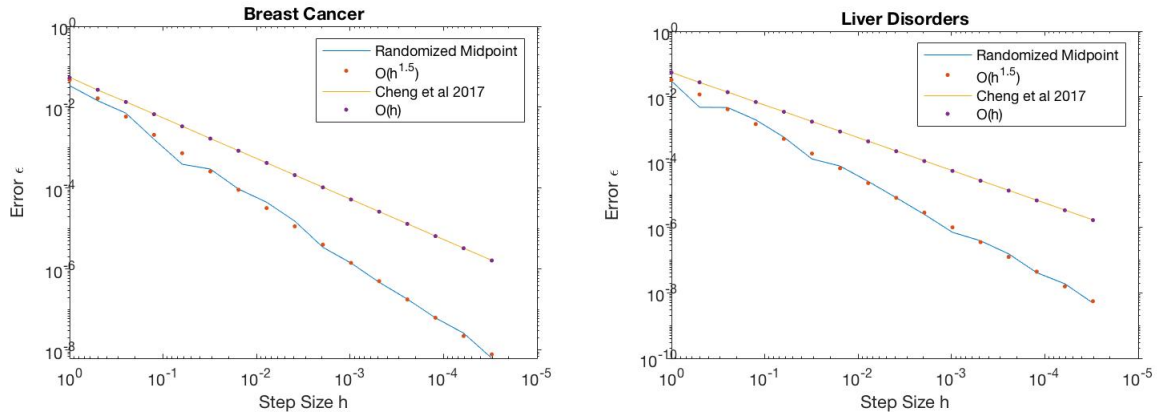 Breast Cancer
10^0
10^-2
10^-4
10^-6
10^-8
Error ϵ
Randomized Midpoint
O(h^1.5)
Cheng et al 2017
O(h)
10^0
10^-1
10^-2
10^-3
10^-4
10^-5
Step Size h
Liver Disorders
10^0
10^-2
10^-4
10^-6
10^-8
10^-10
Error ϵ
Randomized Midpoint
O(h^1.5)
Cheng et al 2017
O(h)
10^0
10^-1
10^-2
10^-3
10^-4
10^-5
Step Size h